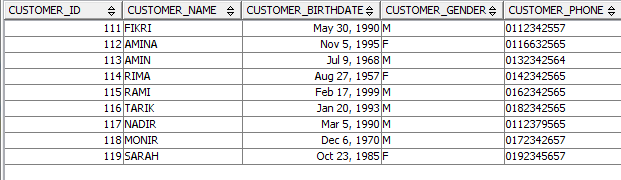 CUSTOMER_ID CUSTOMER_NAME CUSTOMER_BIRTHDATE CUSTOMER_GENDER CUSTOMER_PHONE
111 FIKRI May 30, 1990 M 0112342557
112 AMINA Nov 5, 1995 F 0116632565
113 AMIN Jul 9, 1968 M 0132342564
114 RIMA Aug 27, 1957 F 0142342565
115 RAMI Feb 17, 1999 M 0162342565
116 TARIK Jan 20, 1993 M 0182342565
117 NADIR Mar 5, 1990 M 0112379565
118 MONIR Dec 6, 1970 M 0172342657
119 SARAH Oct 23, 1985 F 0192345657